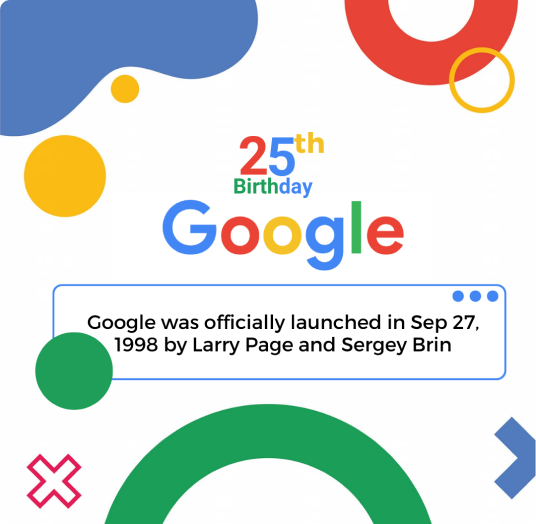 25th
Birthday
Google
Google was officially launched in Sep 27,
1998 by Larry Page and Sergey Brin